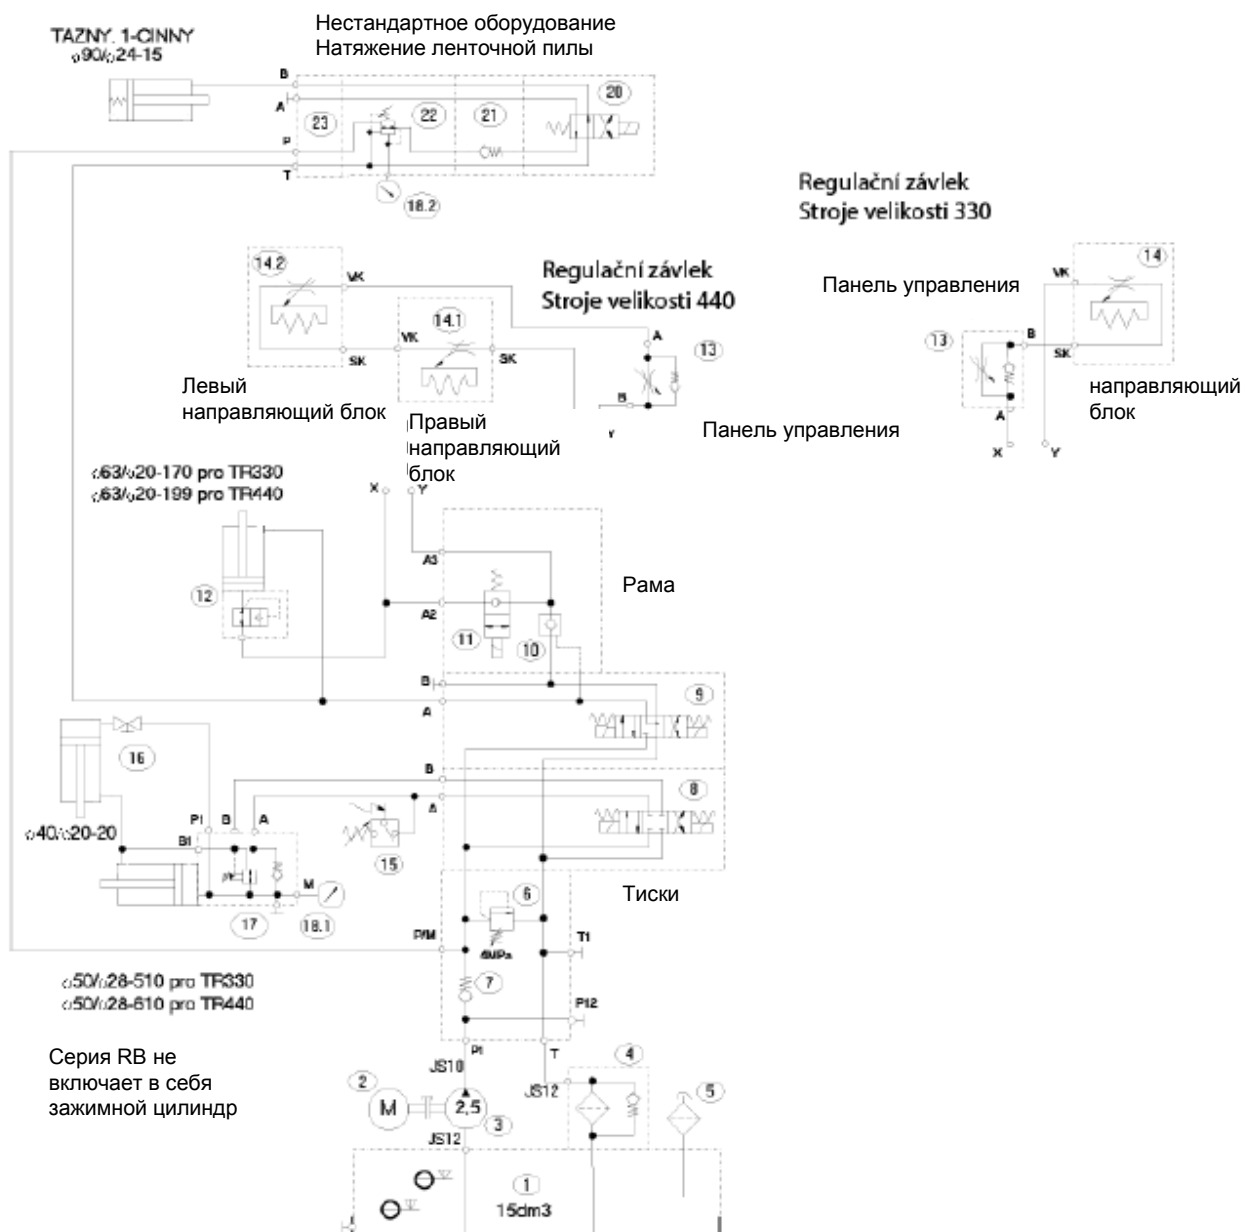 Нестандартное оборудование
Натяжение ленточной пилы
TAZNY. 1-CINNY
⌀90/⌀24-15
B
A
P
T
23
22
21
20
18.2
Regulační závlek
Stroje velikosti 330
14.2
VK
SK
14.1
VK
SK
Regulační závlek
Stroje velikosti 440
A
13
B
Y
Панель управления
Левый
направляющий блок
Правый
направляющий
блок
Панель управления
14
VK
SK
13
B
A
X
Y
направляющий
блок
⌀63/⌀20-170 pro TR330
⌀63/⌀20-199 pro TR440
X
Y
12
A3
A2
11
10
Рама
B
A
9
B
A
8
16
⌀40/⌀20-20
P1
B
A
B1
M
17
18.1
15
Тиски
6
4MPa
P/M
T1
7
P12
P1
T
⌀50/⌀28-510 pro TR330
⌀50/⌀28-610 pro TR440
Серия RB не
включает в себя
зажимной цилиндр
JS10
JS12
4
5
2
M
2,5
3
JS12
1
15dm3